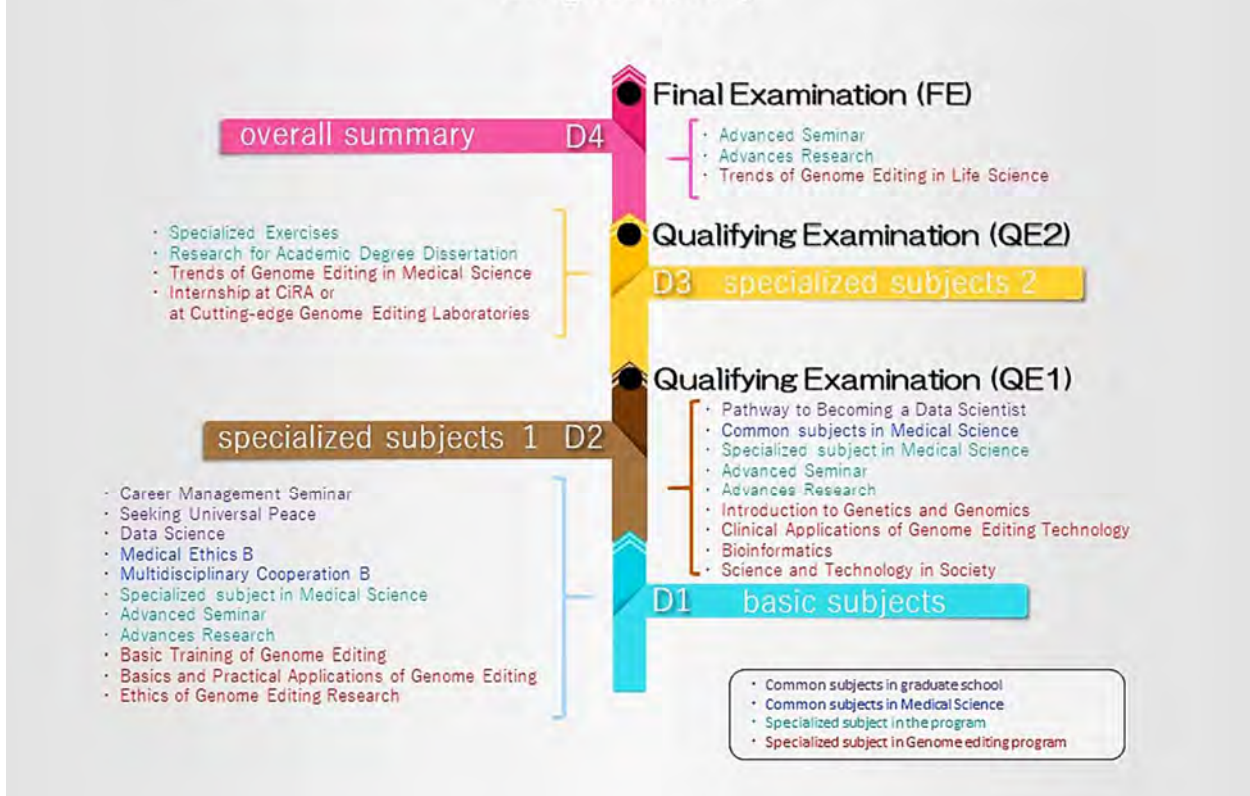 Final Examination (FE)
overall summary D4
· Advanced Seminar
· Advances Research
· Trends of Genome Editing in Life Science
· Specialized Exercises
· Research for Academic Degree Dissertation
· Trends of Genome Editing in Medical Science
· Internship at CiRA or
at Cutting-edge Genome Editing Laboratories
Qualifying Examination (QE2)
D3 specialized subjects 2
Qualifying Examination (QE1)
specialized subjects 1 D2
· Pathway to Becoming a Data Scientist
· Common subjects in Medical Science
· Specialized subject in Medical Science
· Advanced Seminar
· Advances Research
· Introduction to Genetics and Genomics
· Clinical Applications of Genome Editing Technology
· Bioinformatics
· Science and Technology in Society
· Career Management Seminar
· Seeking Universal Peace
· Data Science
· Medical Ethics B
· Multidisciplinary Cooperation B
· Specialized subject in Medical Science
· Advanced Seminar
· Advances Research
· Basic Training of Genome Editing
· Basics and Practical Applications of Genome Editing
· Ethics of Genome Editing Research
D1 basic subjects
· Common subjects in graduate school
· Common subjects in Medical Science
· Specialized subject in the program
· Specialized subject in Genome editing program